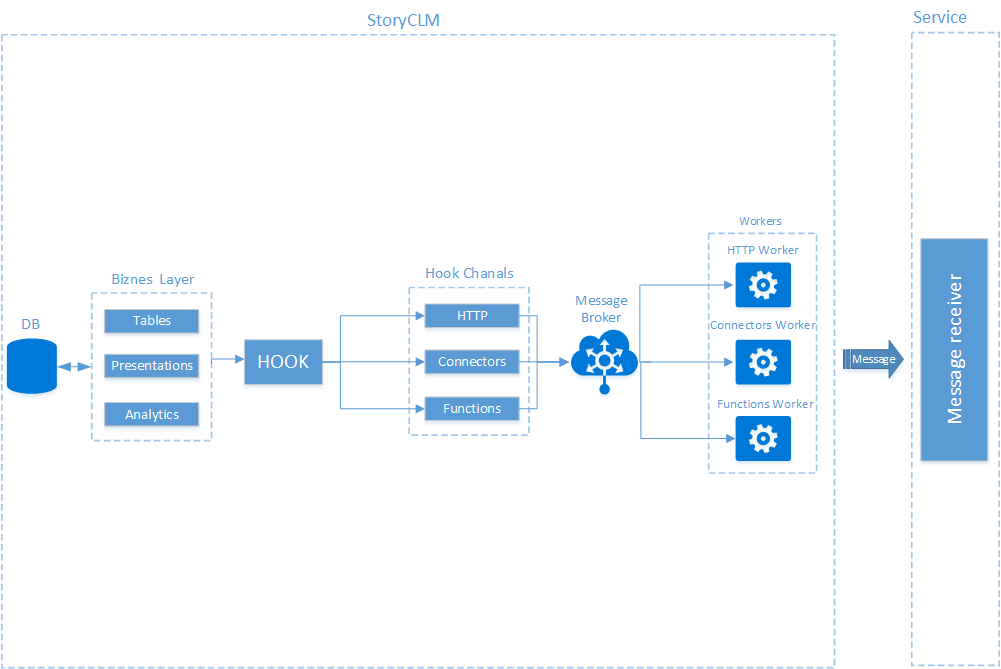 StoryCLM
Service
DB
Biznes Layer
Tables
Presentations
Analytics
HOOK
Hook Chanals
HTTP
Connectors
Functions
Message
Broker
Workers
HTTP Worker
Connectors Worker
Functions Worker
Message
Message receiver